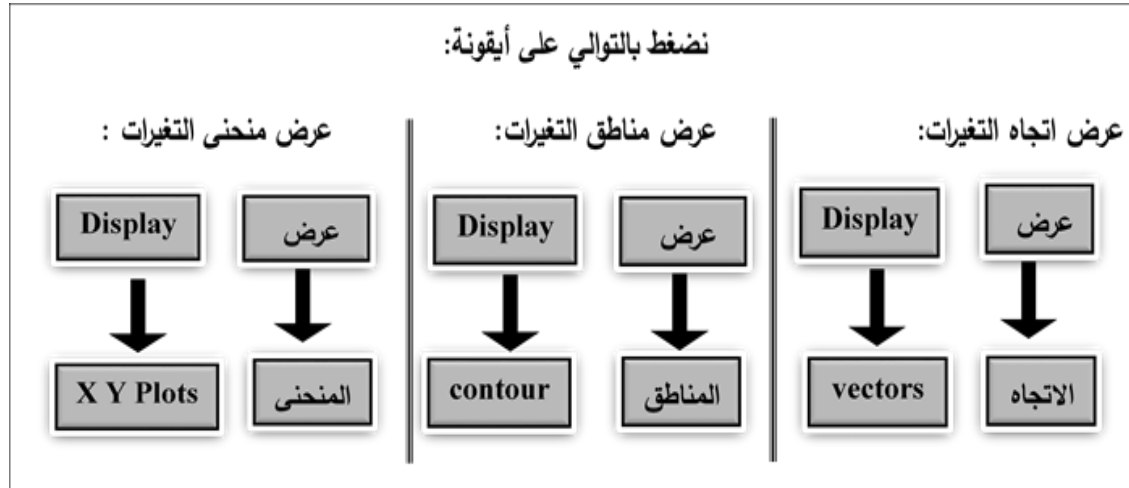 نضغط بالتوالي على أيقونة:
عرض اتجاه التغيرات:
عرض
Display
الاتجاه
vectors
عرض مناطق التغيرات:
عرض
Display
المناطق
contour
عرض منحنى التغيرات :
عرض
Display
المنحنى
X Y Plots